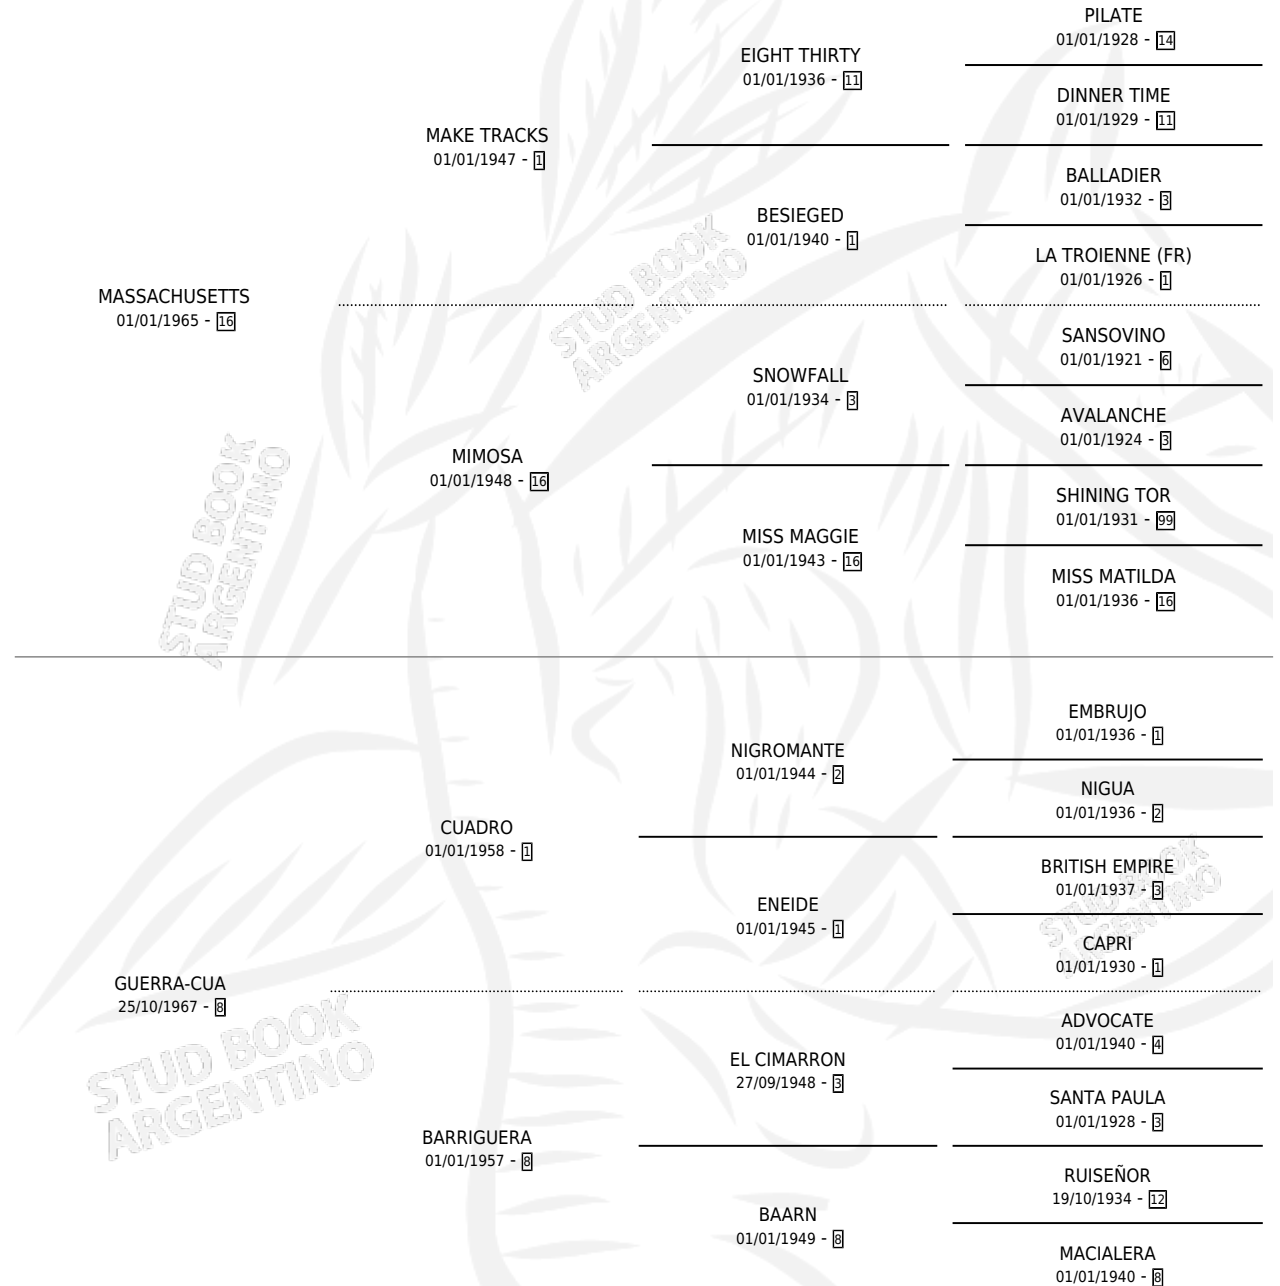 PILATE
01/01/1928 - 14
EIGHT THIRTY
01/01/1936 - 11
DINNER TIME
01/01/1929 - 11
MAKE TRACKS
01/01/1947 - 1
BALLADIER
01/01/1932 - 3
BESIEGED
01/01/1940 - 1
LA TROIENNE (FR)
01/01/1926 - 1
MASSACHUSETTS
01/01/1965 - 16
STUD BOOK
ARGENTINO
SANSOVINO
01/01/1921 - 6
SNOWFALL
01/01/1934 - 3
AVALANCHE
01/01/1924 - 3
MIMOSA
01/01/1948 - 16
SHINING TOR
01/01/1931 - 99
MISS MAGGIE
01/01/1943 - 16
MISS MATILDA
01/01/1936 - 16
STUD BOOK
ARGENTINO
EMBRUJO
01/01/1936 - 1
NIGROMANTE
01/01/1944 - 2
NIGUA
01/01/1936 - 2
CUADRO
01/01/1958 - 1
BRITISH EMPIRE
01/01/1937 - 3
ENEIDE
01/01/1945 - 1
STUD BOOK
ARGENTINO
CAPRI
01/01/1930 - 1
GUERRA-CUA
25/10/1967 - 8
ADVOCATE
01/01/1940 - 4
EL CIMARRON
27/09/1948 - 3
STUD BOOK
ARGENTINO
SANTA PAULA
01/01/1928 - 3
BARRIGUERA
01/01/1957 - 8
RUISEÑOR
19/10/1934 - 12
BAARN
01/01/1949 - 8
MACIALERA
01/01/1940 - 8